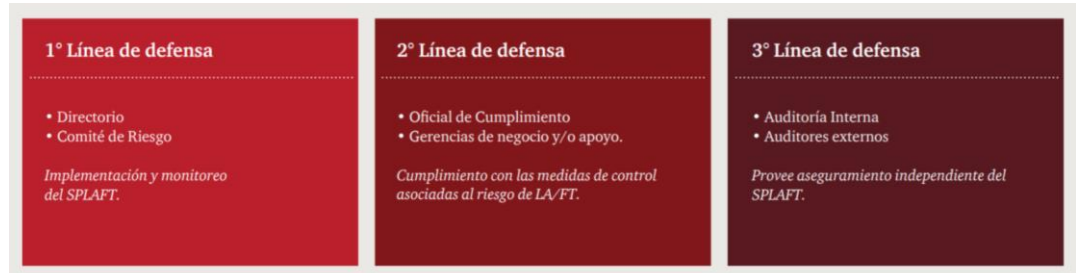 1° Línea de defensa
• Directorio
• Comité de Riesgo
Implementación y monitoreo
del SPLAFT.
2° Línea de defensa
• Oficial de Cumplimiento
• Gerencias de negocio y/o apoyo.
Cumplimiento con las medidas de control
asociadas al riesgo de LA/FT.
3° Línea de defensa
• Auditoría Interna
• Auditores externos
Provee aseguramiento independiente del
SPLAFT.